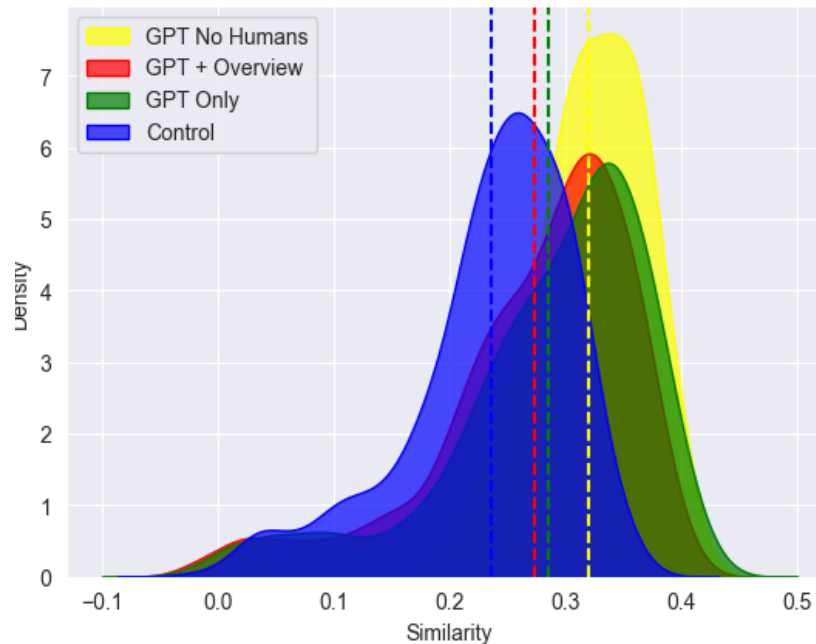 GPT No Humans
GPT + Overview
GPT Only
Control
7
6
5
4
3
2
1
0
Density
−0.1
0.0
0.1
0.2
0.3
0.4
0.5
Similarity